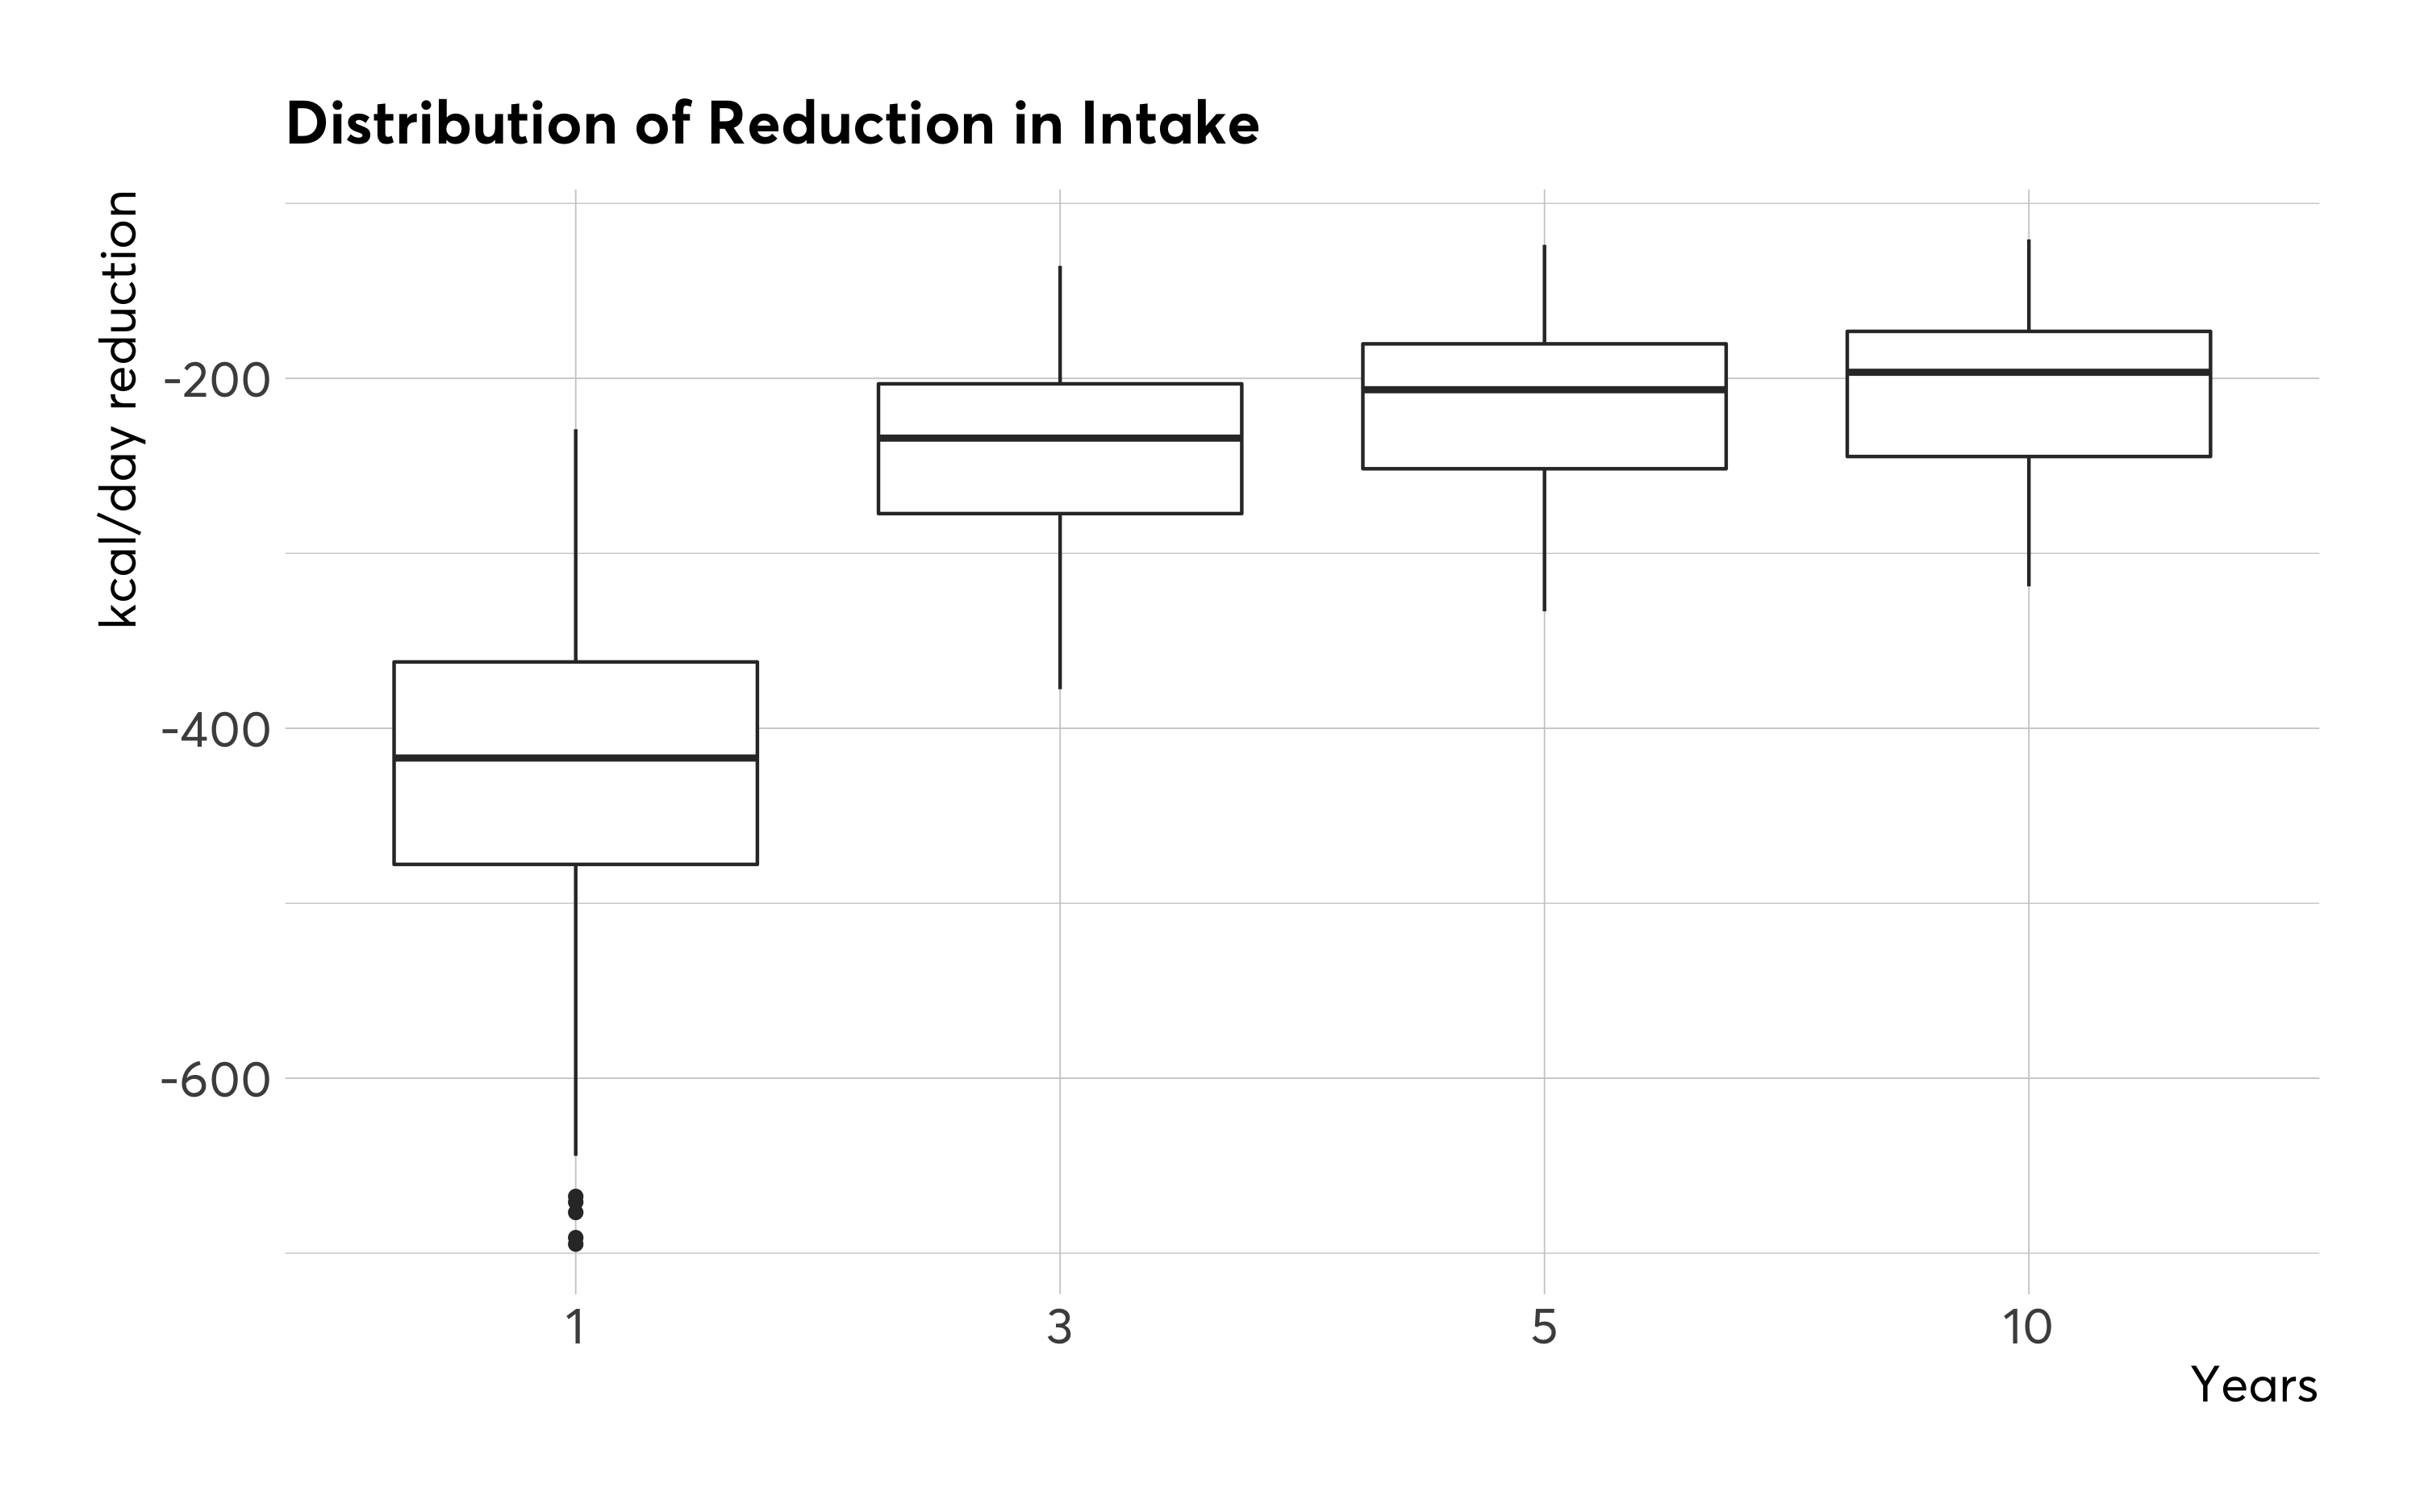 Distribution of Reduction in Intake
kcal/day reduction
-200
-400
-600
1 3 5 10
Years